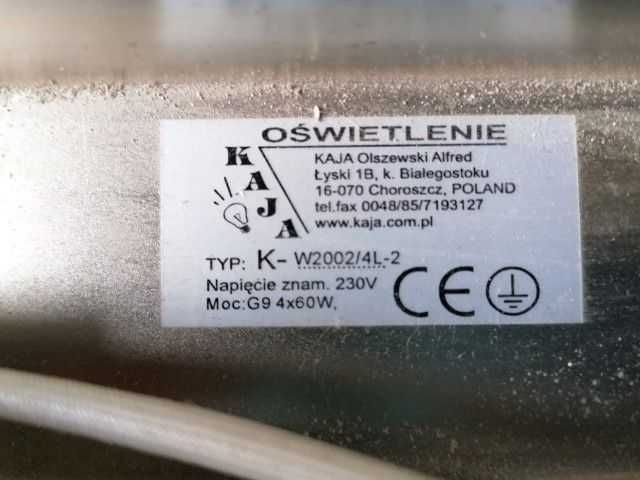 OŚWIETLENIE
KAJA
KAJA Olszewski Alfred
Łyski 1B, k. Białegostoku
16-070 Choroszcz, POLAND
tel.fax 0048/85/7193127
www.kaja.com.pl
TYP: K- W2002/4L-2
Napięcie znam. 230V
Moc:G9 4x60W,
CE